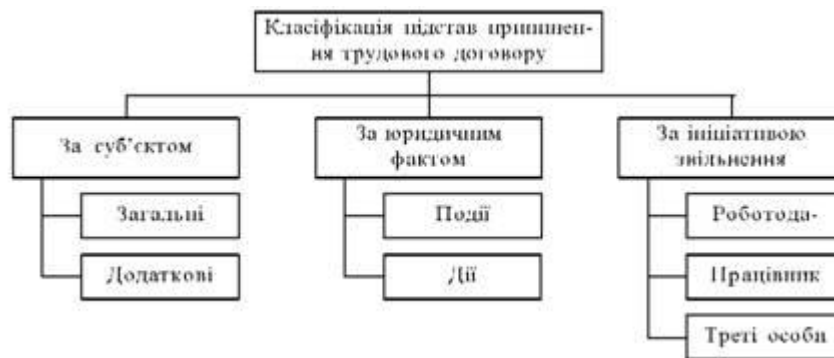 Класіфікація підстав припинен-
ня трудового договору
За суб’єктом
За юридичним
фактом
За ініціативою
звільнення
Загальні
Події
Роботода-
Додаткові
Дії
Працівник
Треті особи